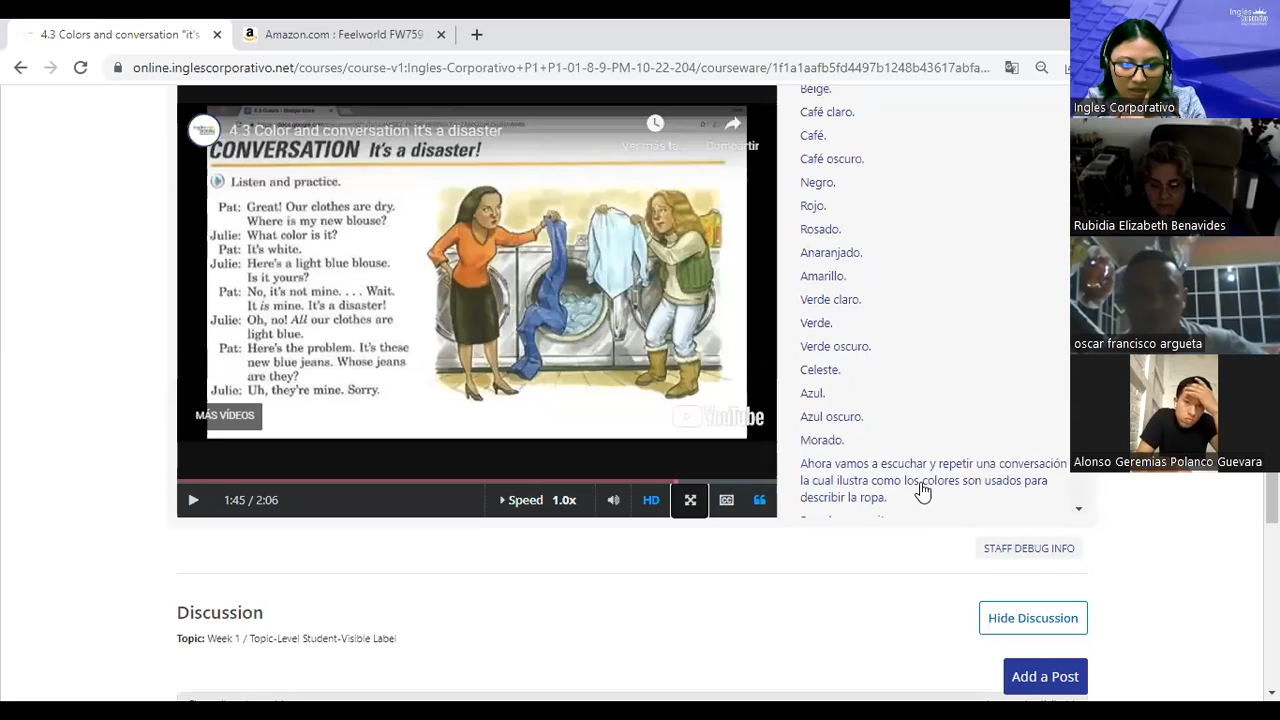 4.3 Colors and conversation "it's
Amazon.com : Feelworld FW759
online.inglescorporativo.net/courses/course-v1:Ingles-Corporativo+P1+P1-01-8-9-PM-10-22-204/courseware/1f1a1aafb5fd4497b1248b43617abfa...
4.3 Color and conversation it's a disaster
Compartir
CONVERSATION It's a disaster!
Listen and practice.
Pat: Great! Our clothes are dry.
Where is my new blouse?
Julie: What color is it?
Pat: It's white.
Julie: Here's a light blue blouse.
Is it yours?
Pat: No, it's not mine. . . . Wait.
It is mine. It's a disaster!
Julie: Oh, no! All our clothes are
light blue.
Pat: Here's the problem. It's these
new blue jeans. Whose jeans
are they?
Julie: Uh, they're mine. Sorry.
MÁS VÍDEOS
YouTube
1:45 / 2:06
Speed 1.0x
HD
Beige.
Café claro.
Café.
Café oscuro.
Negro.
Rojo.
Rosado.
Anaranjado.
Amarillo.
Verde claro.
Verde.
Verde oscuro.
Celeste.
Azul.
Azul oscuro.
Morado.
Ahora vamos a escuchar y repetir una conversación
la cual ilustra como los colores son usados para
describir la ropa.
STAFF DEBUG INFO
Discussion
Hide Discussion
Topic: Week 1 / Topic-Level Student-Visible Label
Add a Post
Ingles Corporativo
Rubidia Elizabeth Benavides
oscar francisco argueta
Alonso Geremias Polanco Guevara